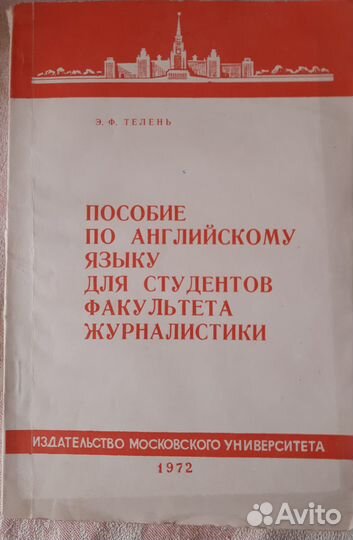 Э. Ф. ТЕЛЕНЬ
ПОСОБИЕ
ПО АНГЛИЙСКОМУ
ЯЗЫКУ
ДЛЯ СТУДЕНТОВ
ФАКУЛЬТЕТА
ЖУРНАЛИСТИКИ
ИЗДАТЕЛЬСТВО МОСКОВСКОГО УНИВЕРСИТЕТА
1972
Avito